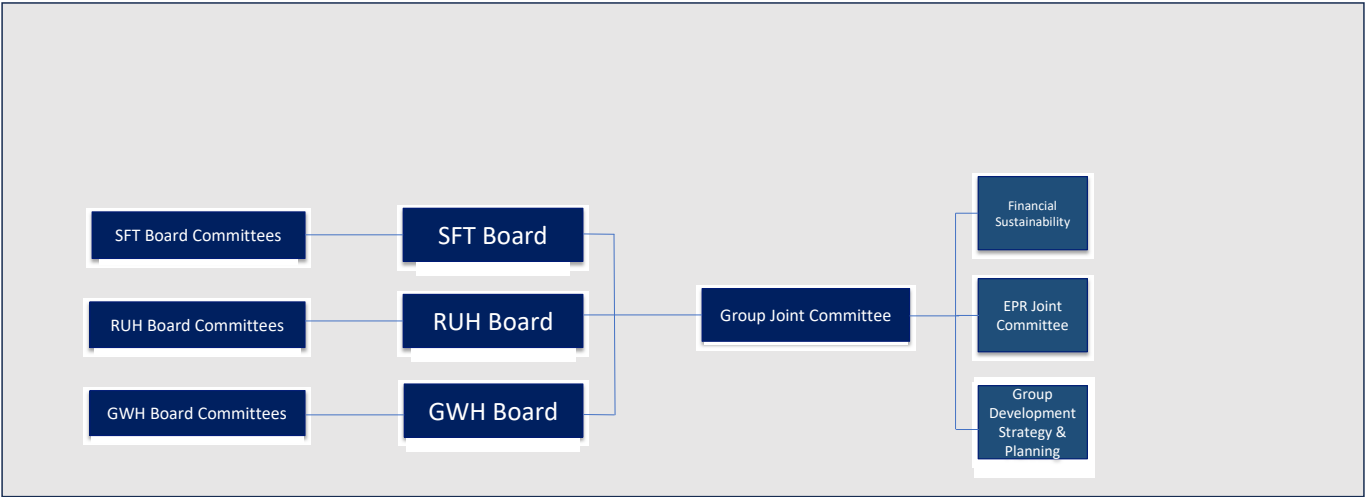 SFT Board Committees
SFT Board
RUH Board Committees
RUH Board
GWH Board Committees
GWH Board
Group Joint Committee
Financial
Sustainability
EPR Joint
Committee
Group
Development
Strategy &
Planning